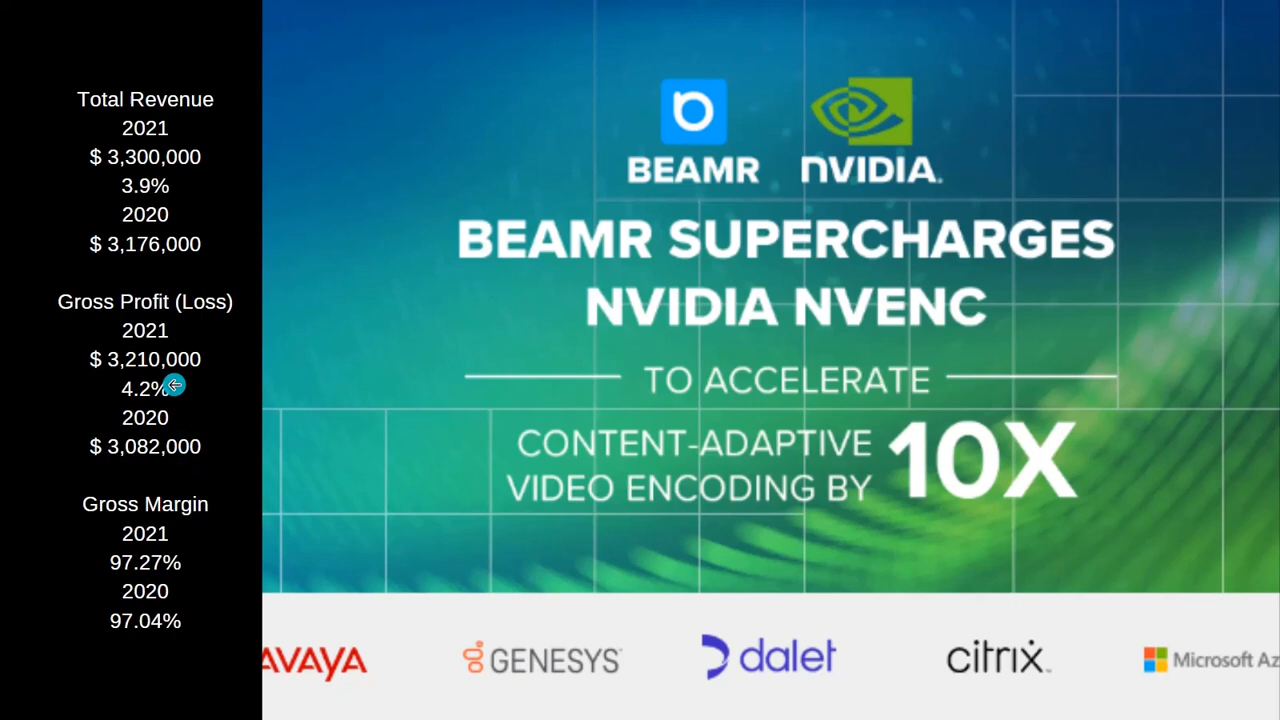 Total Revenue
2021
$ 3,300,000
3.9%
2020
$ 3,176,000
Gross Profit (Loss)
2021
$ 3,210,000
4.2%
2020
$ 3,082,000
Gross Margin
2021
97.27%
2020
97.04%
BEAMR NVIDIA.
BEAMR SUPERCHARGES
NVIDIA NVENC
TO ACCELERATE
CONTENT-ADAPTIVE
VIDEO ENCODING BY 10X
AVAYA GENESYS dalet citrix Microsoft Az